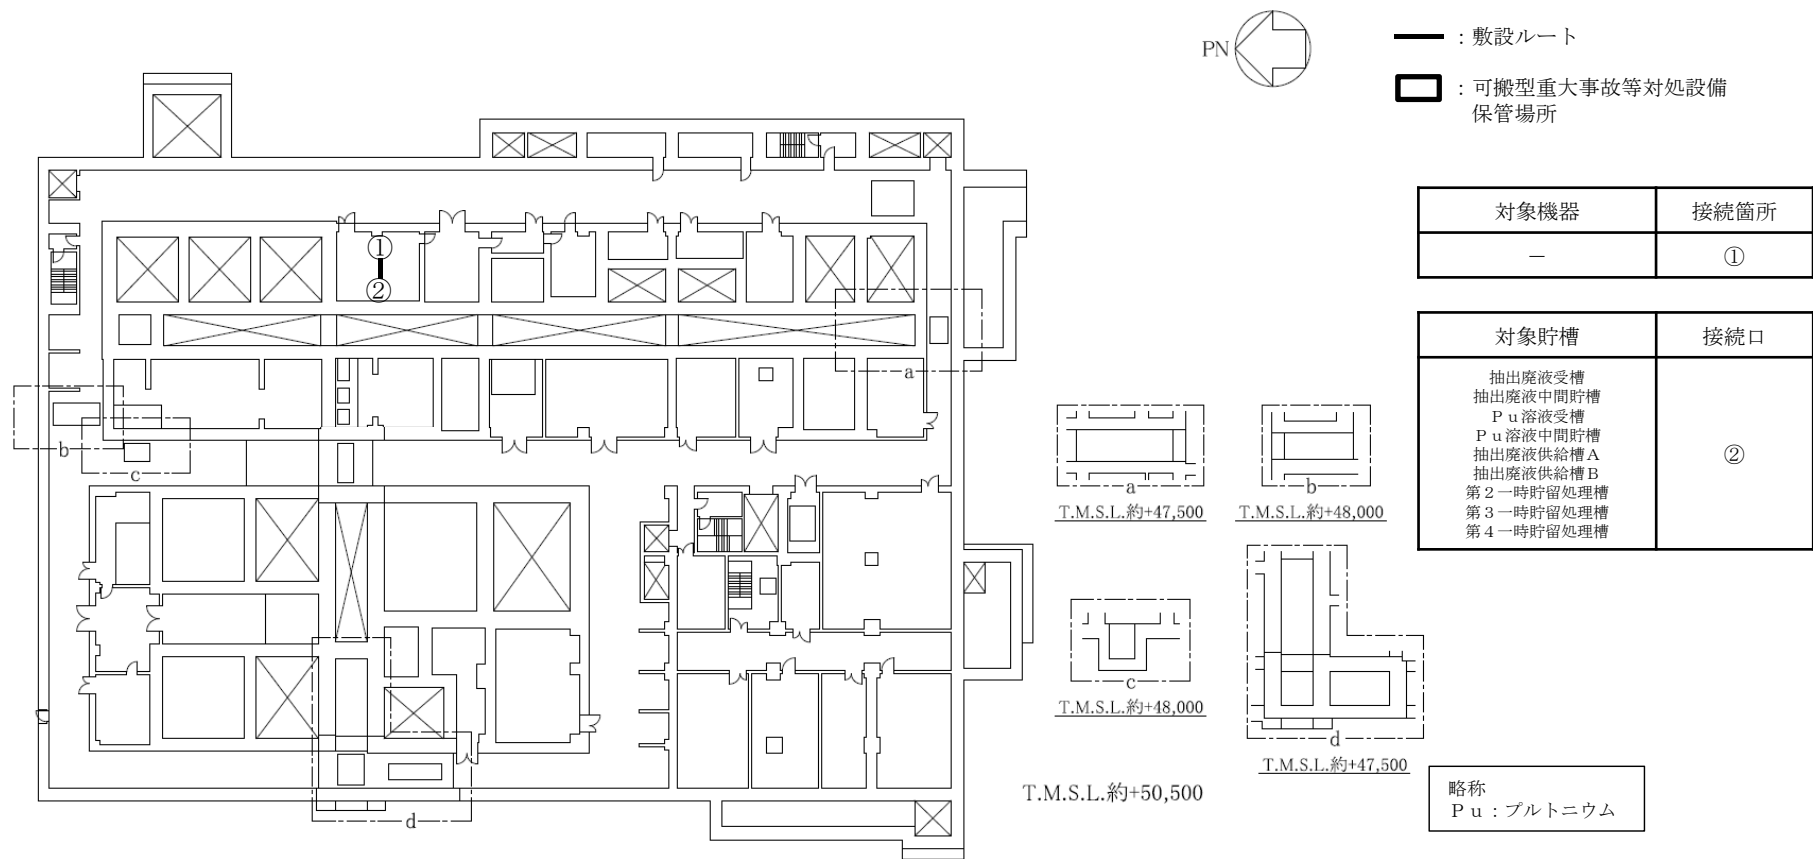 PN
：敷設ルート
：可搬型重大事故等対処設備
保管場所
対象機器 接続箇所
－ ①
対象貯槽 接続口
抽出廃液受槽
抽出廃液中間貯槽
Ｐｕ溶液受槽
Ｐｕ溶液中間貯槽
抽出廃液供給槽Ａ
抽出廃液供給槽Ｂ
第２一時貯留処理槽
第３一時貯留処理槽
第４一時貯留処理槽
②
①
②
a
b
c
d
a
T.M.S.L.約+47,500
b
T.M.S.L.約+48,000
c
T.M.S.L.約+48,000
d
T.M.S.L.約+47,500
T.M.S.L.約+50,500
略称
Ｐｕ：プルトニウム